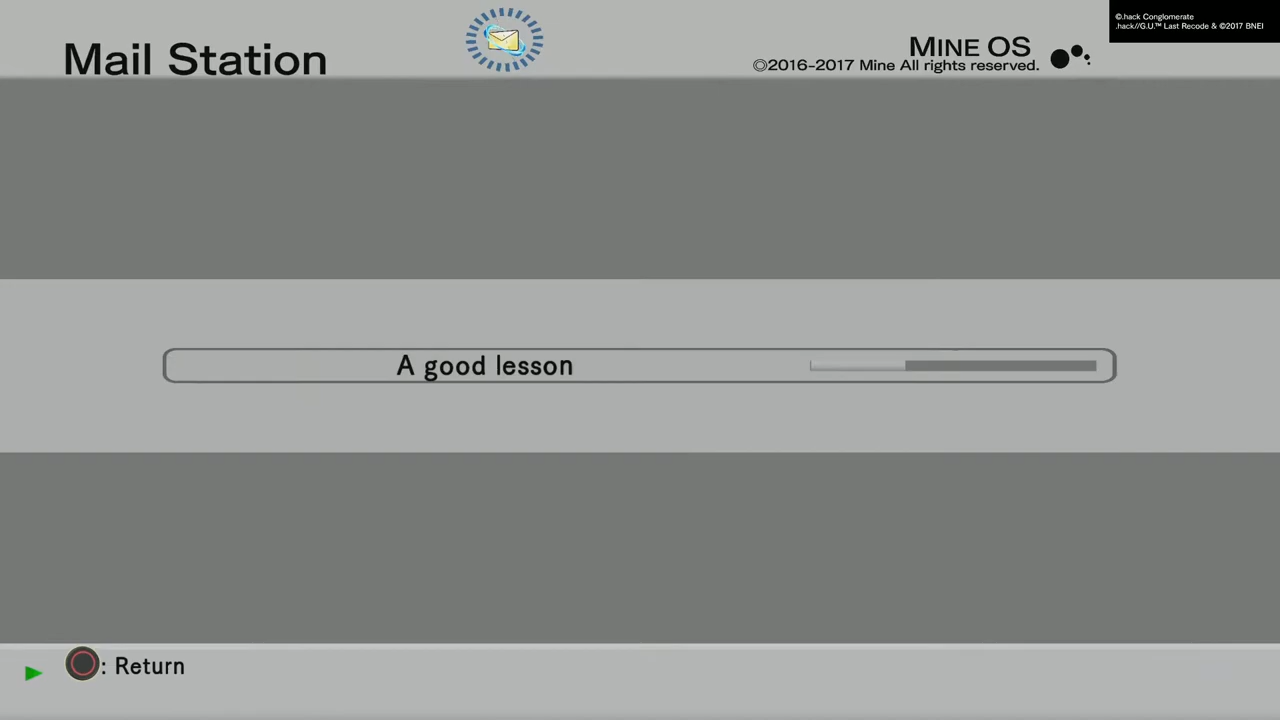 ©.hack Conglomerate
.hack//G.U.™ Last Recode & ©2017 BNEI
Mail Station
MINE OS
©2016-2017 Mine All rights reserved.
A good lesson
: Return